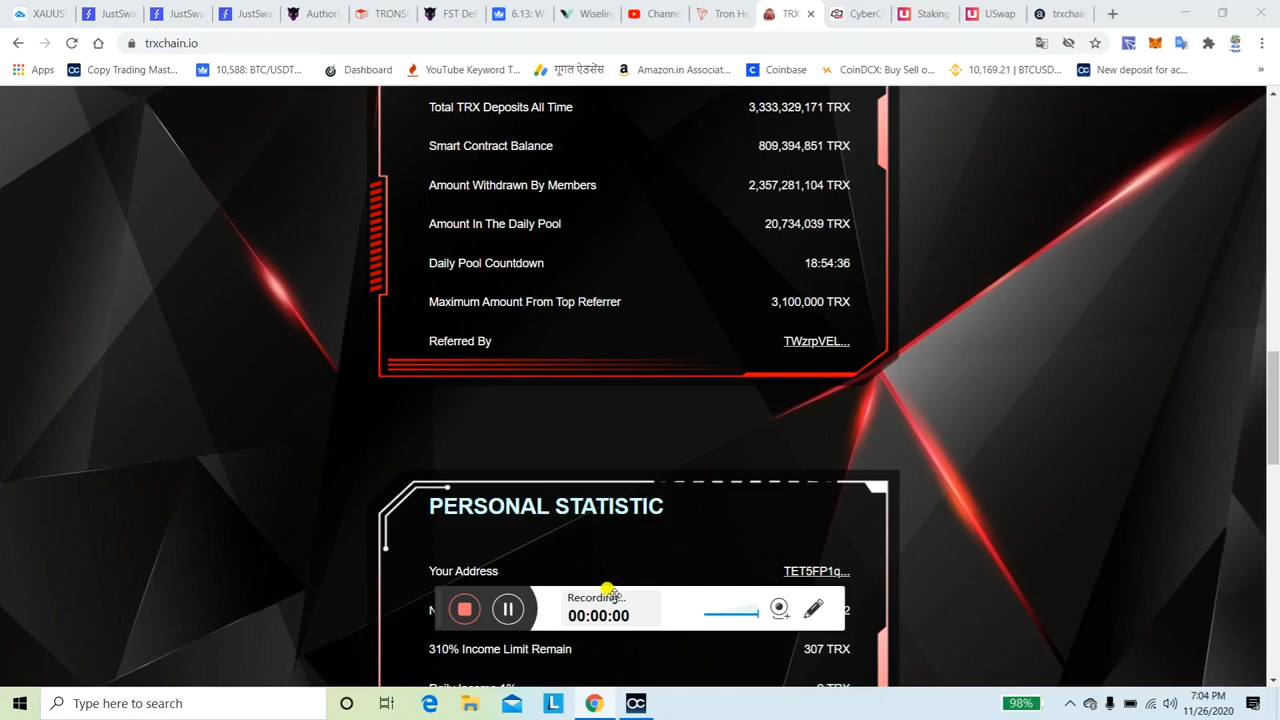 XAUUSI
JustSwa
JustSwa
JustSwa
Author
TRONS
FST DeF
6.13: W
Wiselin
Channe
Tron He
TRX
CyberC
Staking
USwap
trxchain
trxchain.io
Apps
Copy Trading Mast...
10,588: BTC/USDT...
Dashboard
YouTube Keyword T...
गूगल ऐडसेंस
Amazon.in Associat...
Coinbase
CoinDCX: Buy Sell o...
10,169.21 | BTCUSD...
New deposit for ac...
»
Total TRX Deposits All Time 3,333,329,171 TRX
Smart Contract Balance 809,394,851 TRX
Amount Withdrawn By Members 2,357,281,104 TRX
Amount In The Daily Pool 20,734,039 TRX
Daily Pool Countdown 18:54:36
Maximum Amount From Top Referrer 3,100,000 TRX
Referred By TWzrpVEL...
PERSONAL STATISTIC
Your Address TET5FP1q...
Recording...
00:00:00
N 2
310% Income Limit Remain 307 TRX
Type here to search
98%
7:04 PM
11/26/2020